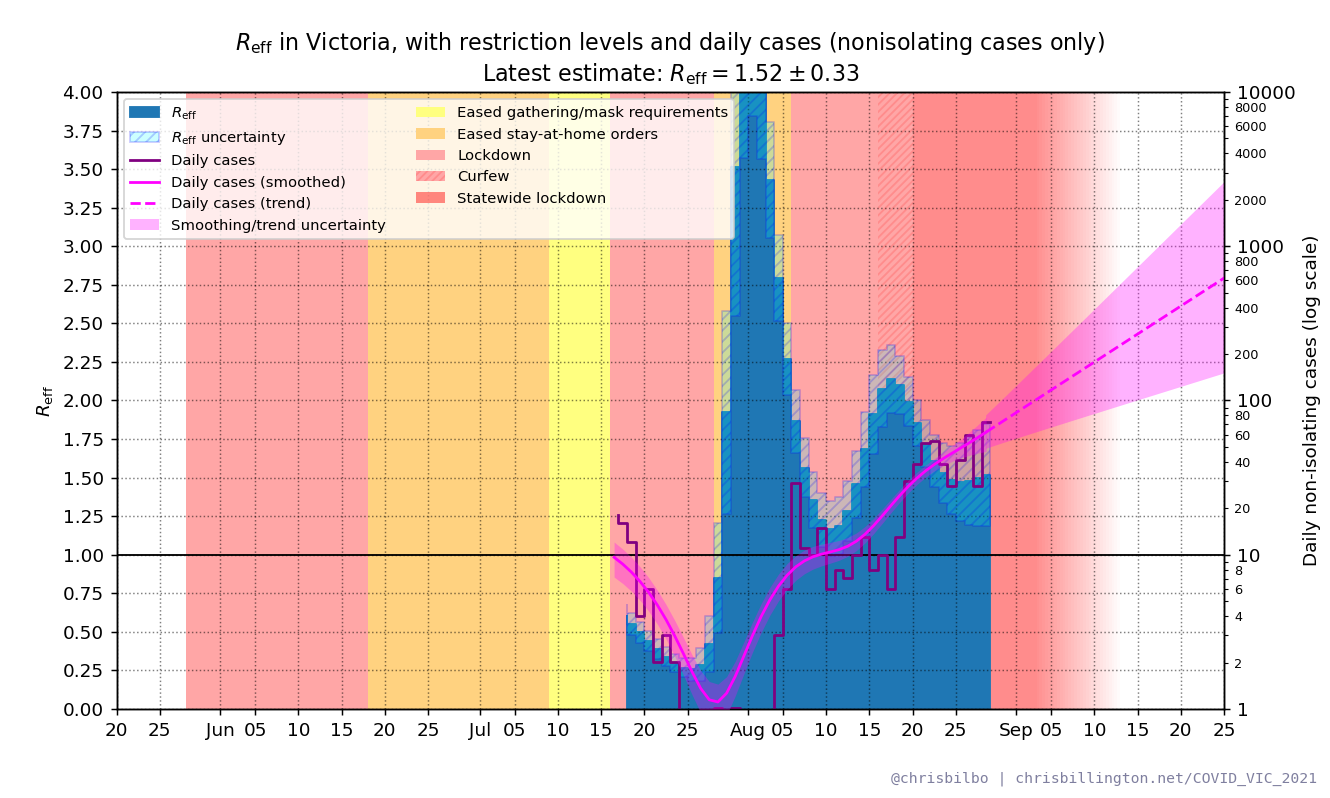 Reff in Victoria, with restriction levels and daily cases (nonisolating cases only)
Latest estimate: Reff = 1.52 ± 0.33
Reff
Reff uncertainty
Daily cases
Daily cases (smoothed)
Daily cases (trend)
Smoothing/trend uncertainty
Eased gathering/mask requirements
Eased stay-at-home orders
Lockdown
Curfew
Statewide lockdown
4.00
3.75
3.50
3.25
3.00
2.75
2.50
2.25
2.00
1.75
1.50
1.25
1.00
0.75
0.50
0.25
0.00
Reff
10000
8000
6000
4000
2000
1000
800
600
400
200
100
80
60
40
20
10
8
6
4
2
1
Daily non-isolating cases (log scale)
20 25 Jun 05 10 15 20 25 Jul 05 10 15 20 25 Aug 05 10 15 20 25 Sep 05 10 15 20 25
@chrisbilbo | chrisbillington.net/COVID_VIC_2021